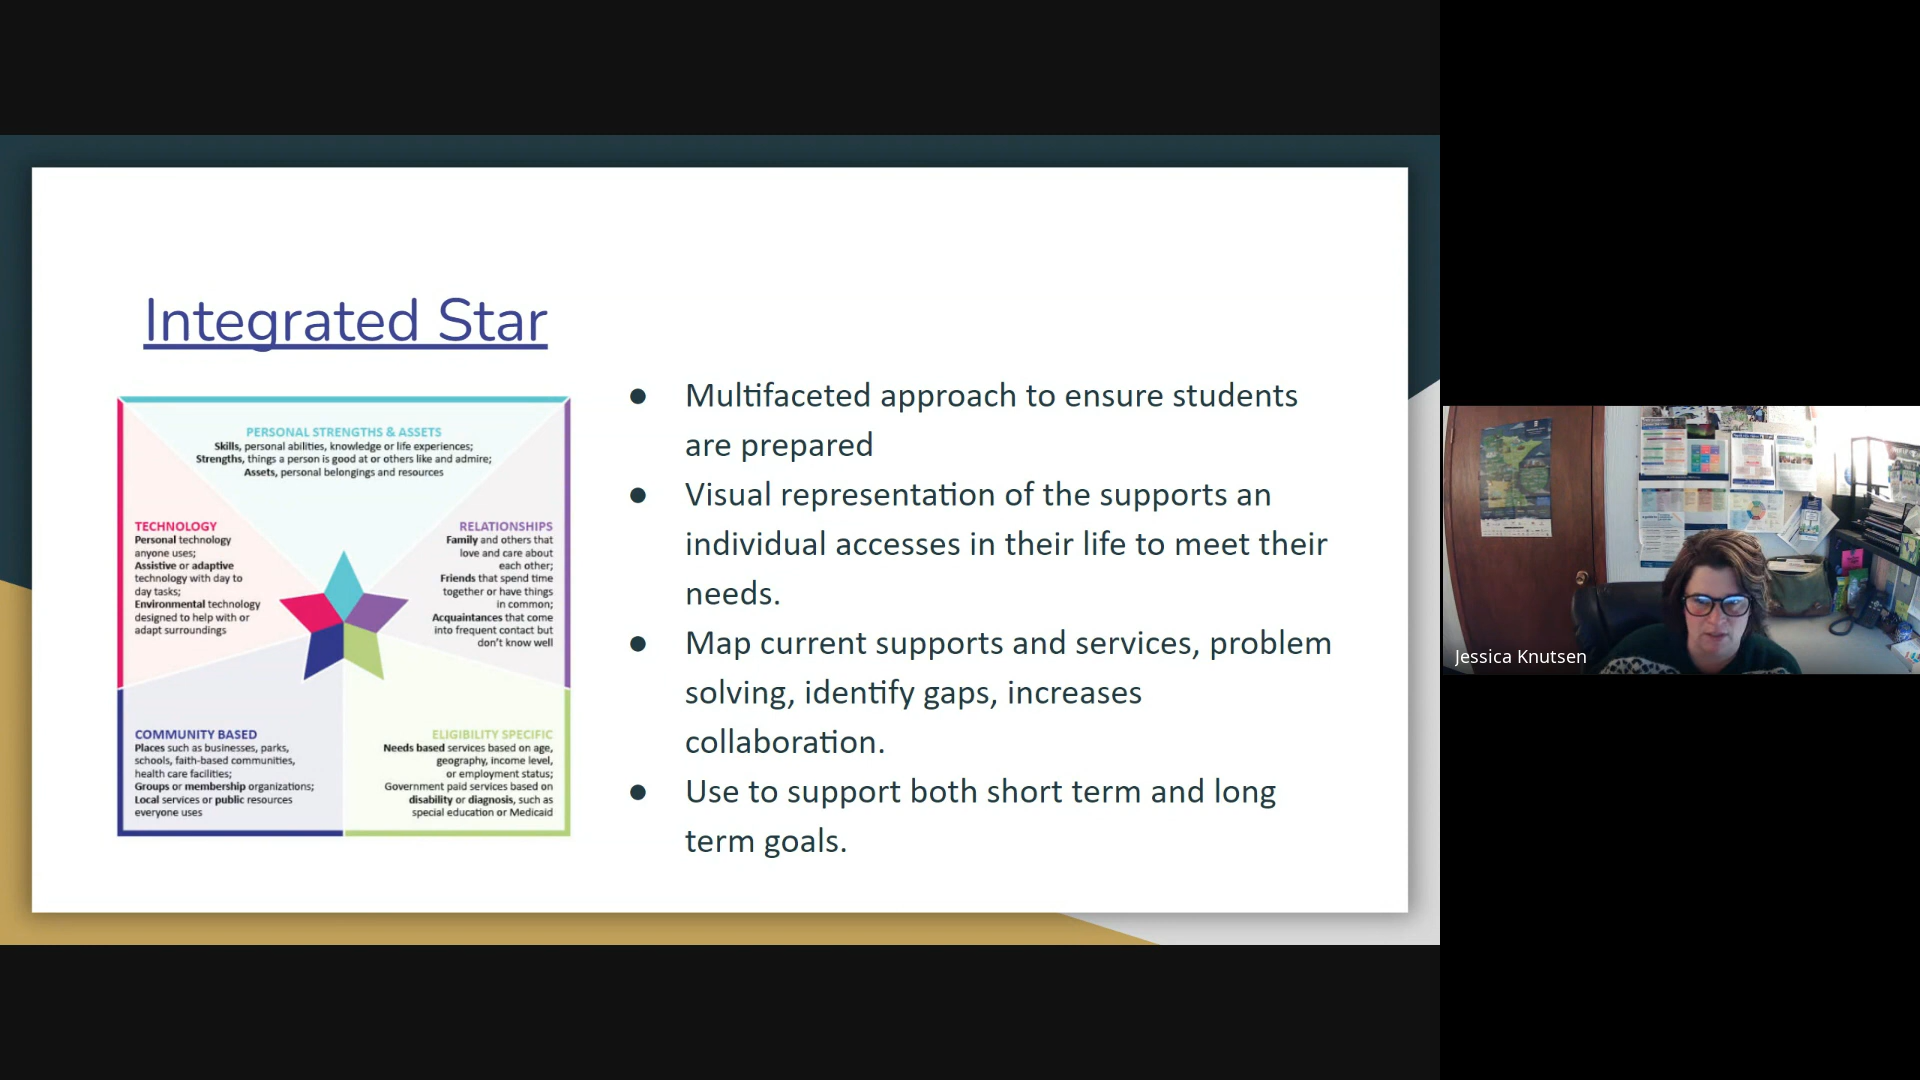 Integrated Star
PERSONAL STRENGTHS & ASSETS
Skills, personal abilities, knowledge or life experiences;
Strengths, things a person is good at or others like and admire;
Assets, personal belongings and resources
TECHNOLOGY
Personal technology
anyone uses;
Assistive or adaptive
technology with day to
day tasks;
Environmental technology
designed to help with or
adapt surroundings
RELATIONSHIPS
Family and others that
love and care about
each other;
Friends that spend time
together or have things
in common;
Acquaintances that come
into frequent contact but
don't know well
COMMUNITY BASED
Places such as businesses, parks,
schools, faith-based communities,
health care facilities;
Groups or membership organizations;
Local services or public resources
everyone uses
ELIGIBILITY SPECIFIC
Needs based services based on age,
geography, income level,
or employment status;
Government paid services based on
disability or diagnosis, such as
special education or Medicaid
● Multifaceted approach to ensure students
are prepared
● Visual representation of the supports an
individual accesses in their life to meet their
needs.
● Map current supports and services, problem
solving, identify gaps, increases
collaboration.
● Use to support both short term and long
term goals.
Jessica Knutsen